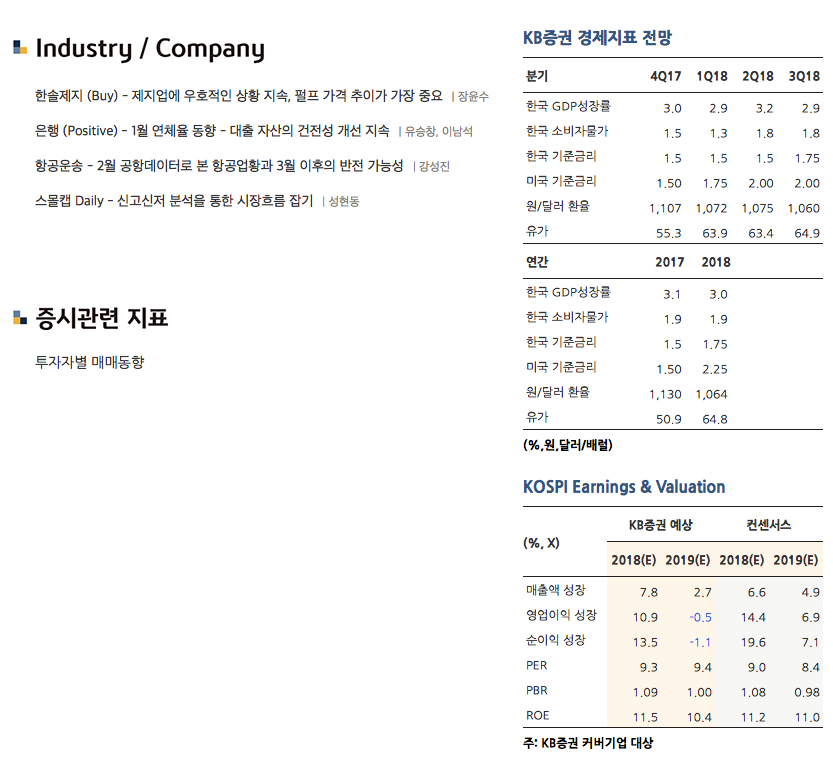 Industry / Company
한솔제지 (Buy) – 제지업에 우호적인 상황 지속, 펄프 가격 추이가 가장 중요 | 장윤수
은행 (Positive) – 1월 연체율 동향 – 대출 자산의 건전성 개선 지속 | 유승창, 이남석
항공운송 – 2월 공항데이터로 본 항공업황과 3월 이후의 반전 가능성 | 강성진
스몰캡 Daily – 신고신저 분석을 통한 시장흐름 잡기 | 성현동
증시관련 지표
투자자별 매매동향
KB증권 경제지표 전망
분기 4Q17 1Q18 2Q18 3Q18
한국 GDP성장률 3.0 2.9 3.2 2.9
한국 소비자물가 1.5 1.3 1.8 1.8
한국 기준금리 1.5 1.5 1.5 1.75
미국 기준금리 1.50 1.75 2.00 2.00
원/달러 환율 1,107 1,072 1,075 1,060
유가 55.3 63.9 63.4 64.9
연간 2017 2018
한국 GDP성장률 3.1 3.0
한국 소비자물가 1.9 1.9
한국 기준금리 1.5 1.75
미국 기준금리 1.50 2.25
원/달러 환율 1,130 1,064
유가 50.9 64.8
(%,원,달러/배럴)
KOSPI Earnings & Valuation
(%, X) KB증권 예상 컨센서스
2018(E) 2019(E) 2018(E) 2019(E)
매출액 성장 7.8 2.7 6.6 4.9
영업이익 성장 10.9 -0.5 14.4 6.9
순이익 성장 13.5 -1.1 19.6 7.1
PER 9.3 9.4 9.0 8.4
PBR 1.09 1.00 1.08 0.98
ROE 11.5 10.4 11.2 11.0
주: KB증권 커버기업 대상